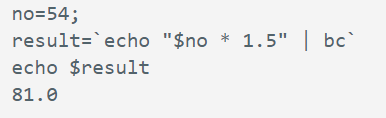 no=54;
result=`echo "$no * 1.5" | bc`
echo $result
81.0